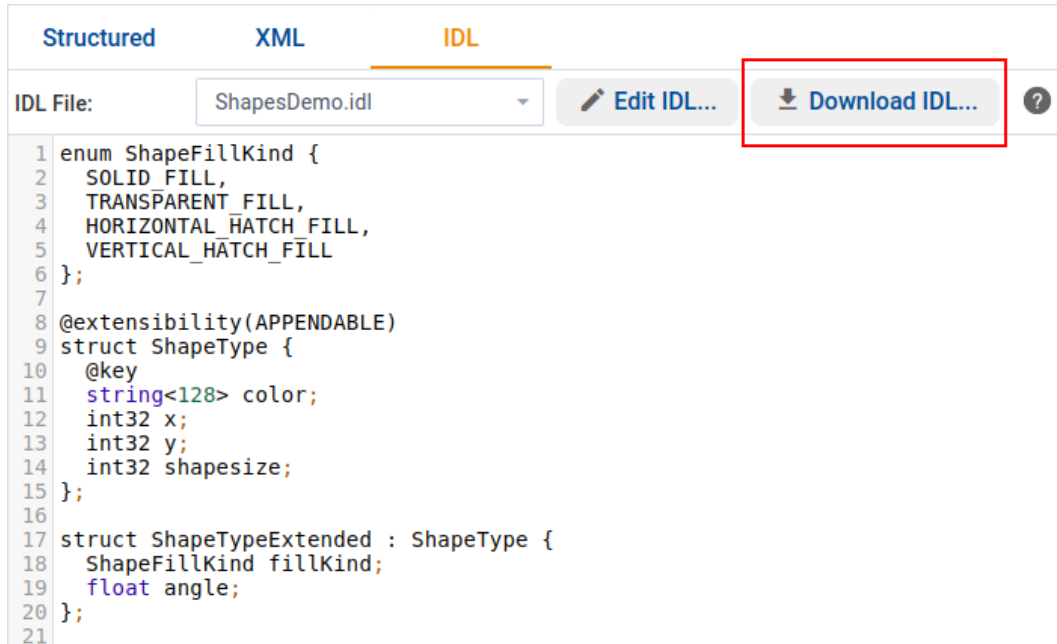 Structured XML IDL
IDL File: ShapesDemo.idl Edit IDL... Download IDL... ?
1 enum ShapeFillKind {
2   SOLID_FILL,
3   TRANSPARENT_FILL,
4   HORIZONTAL_HATCH_FILL,
5   VERTICAL_HATCH_FILL
6 };
7
8 @extensibility(APPENDABLE)
9 struct ShapeType {
10   @key
11   string<128> color;
12   int32 x;
13   int32 y;
14   int32 shapesize;
15 };
16
17 struct ShapeTypeExtended : ShapeType {
18   ShapeFillKind fillKind;
19   float angle;
20 };
21